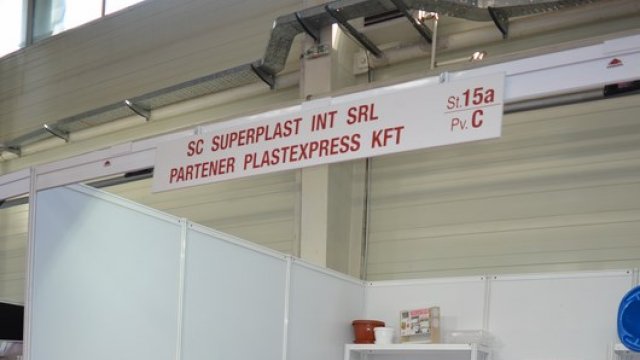 SC SUPERPLAST INT SRL
PARTENER PLASTEXPRESS KFT
St.15a
Pv.C